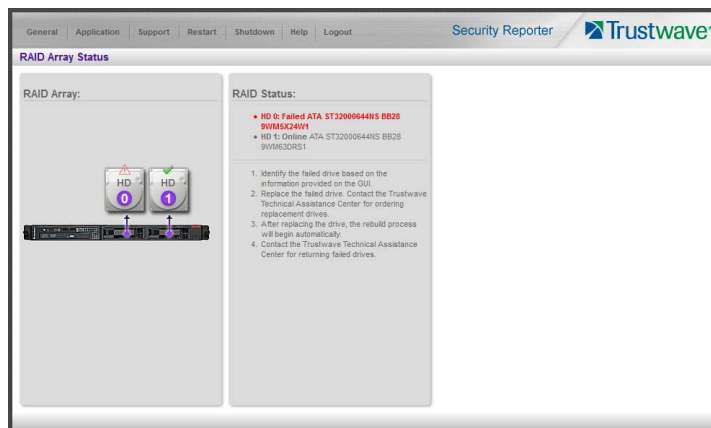 General Application Support Restart Shutdown Help Logout
Security Reporter
Trustwave
RAID Array Status
RAID Array:
HD
0
HD
1
RAID Status:
• HD 0: Failed ATA ST32000644NS BB28
9WM5X24W1
• HD 1: Online ATA ST32000644NS BB28
9WM63DRS1
1. Identify the failed drive based on the
information provided on the GUI.
2. Replace the failed drive. Contact the Trustwave
Technical Assistance Center for ordering
replacement drives.
3. After replacing the drive, the rebuild process
will begin automatically.
4. Contact the Trustwave Technical Assistance
Center for returning failed drives.